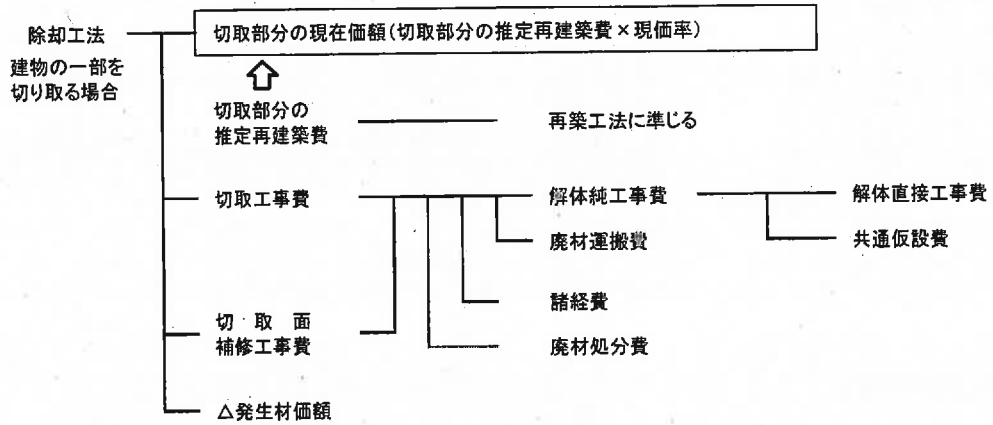 除却工法
建物の一部を
切り取る場合
切取部分の現在価額(切取部分の推定再建築費×現価率)
切取部分の
推定再建築費
再築工法に準じる
切取工事費
解体純工事費
解体直接工事費
共通仮設費
廃材運搬費
諸経費
廃材処分費
切取面
補修工事費
△発生材価額